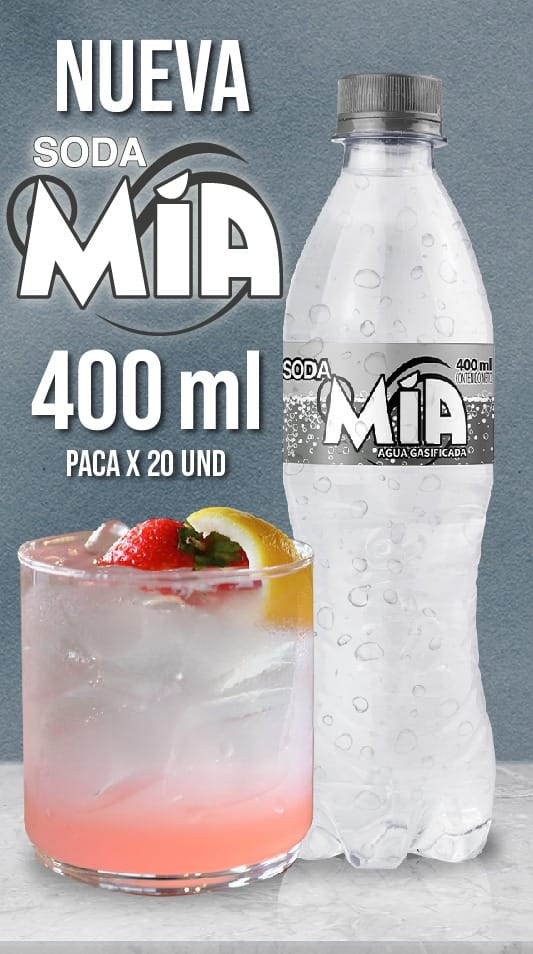 NUEVA
SODA
MÍA
400 ml
PACA X 20 UND
SODA
400 ml
MÍA
AGUA GASIFICADA